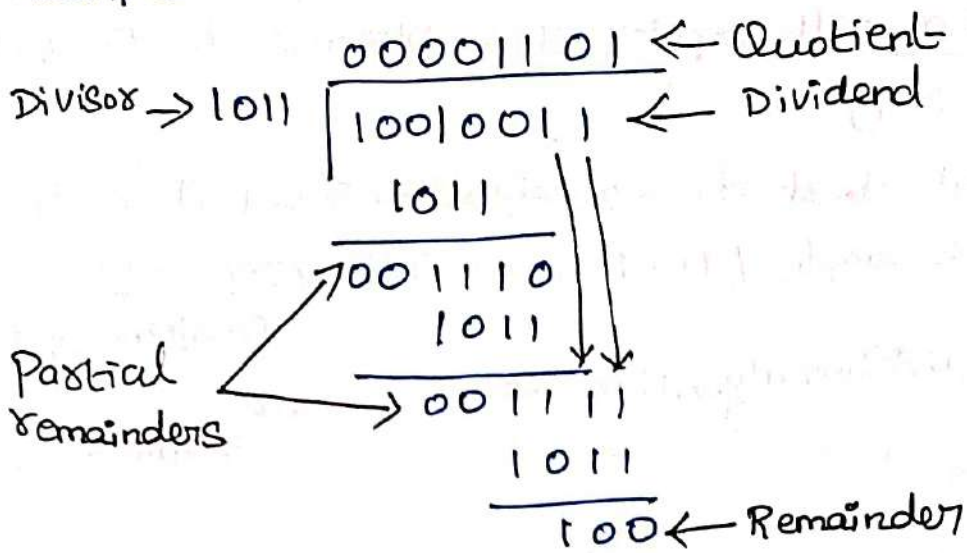 00001101 ← Quotient
Divisor → 1011 10010011 ← Dividend
1011
001110
1011
Partial remainders
001111
1011
100 ← Remainder